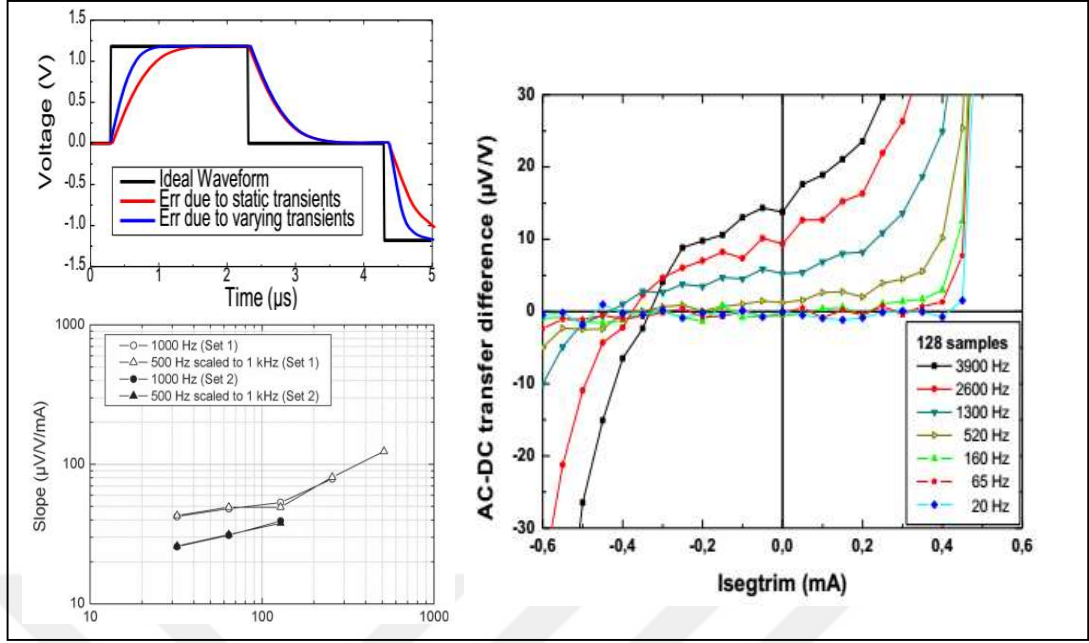 1.5
1.0
0.5
0.0
-0.5
-1.0
-1.5
Voltage (V)
Ideal Waveform
Err due to static transients
Err due to varying transients
0 1 2 3 4 5
Time (µs)
1000
100
10
Slope (µV/V/mA)
1000 Hz (Set 1)
500 Hz scaled to 1 kHz (Set 1)
1000 Hz (Set 2)
500 Hz scaled to 1 kHz (Set 2)
10 100 1000
30
20
10
0
-10
-20
-30
AC-DC transfer difference (µV/V)
128 samples
3900 Hz
2600 Hz
1300 Hz
520 Hz
160 Hz
65 Hz
20 Hz
-0,6 -0,4 -0,2 0,0 0,2 0,4 0,6
Isegtrim (mA)